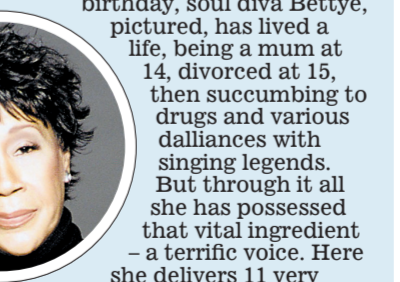 birthday, soul diva Bettye,
pictured, has lived a
life, being a mum at
14, divorced at 15,
then succumbing to
drugs and various
dalliances with
singing legends.
But through it all
she has possessed
that vital ingredient
– a terrific voice. Here
she delivers 11 very